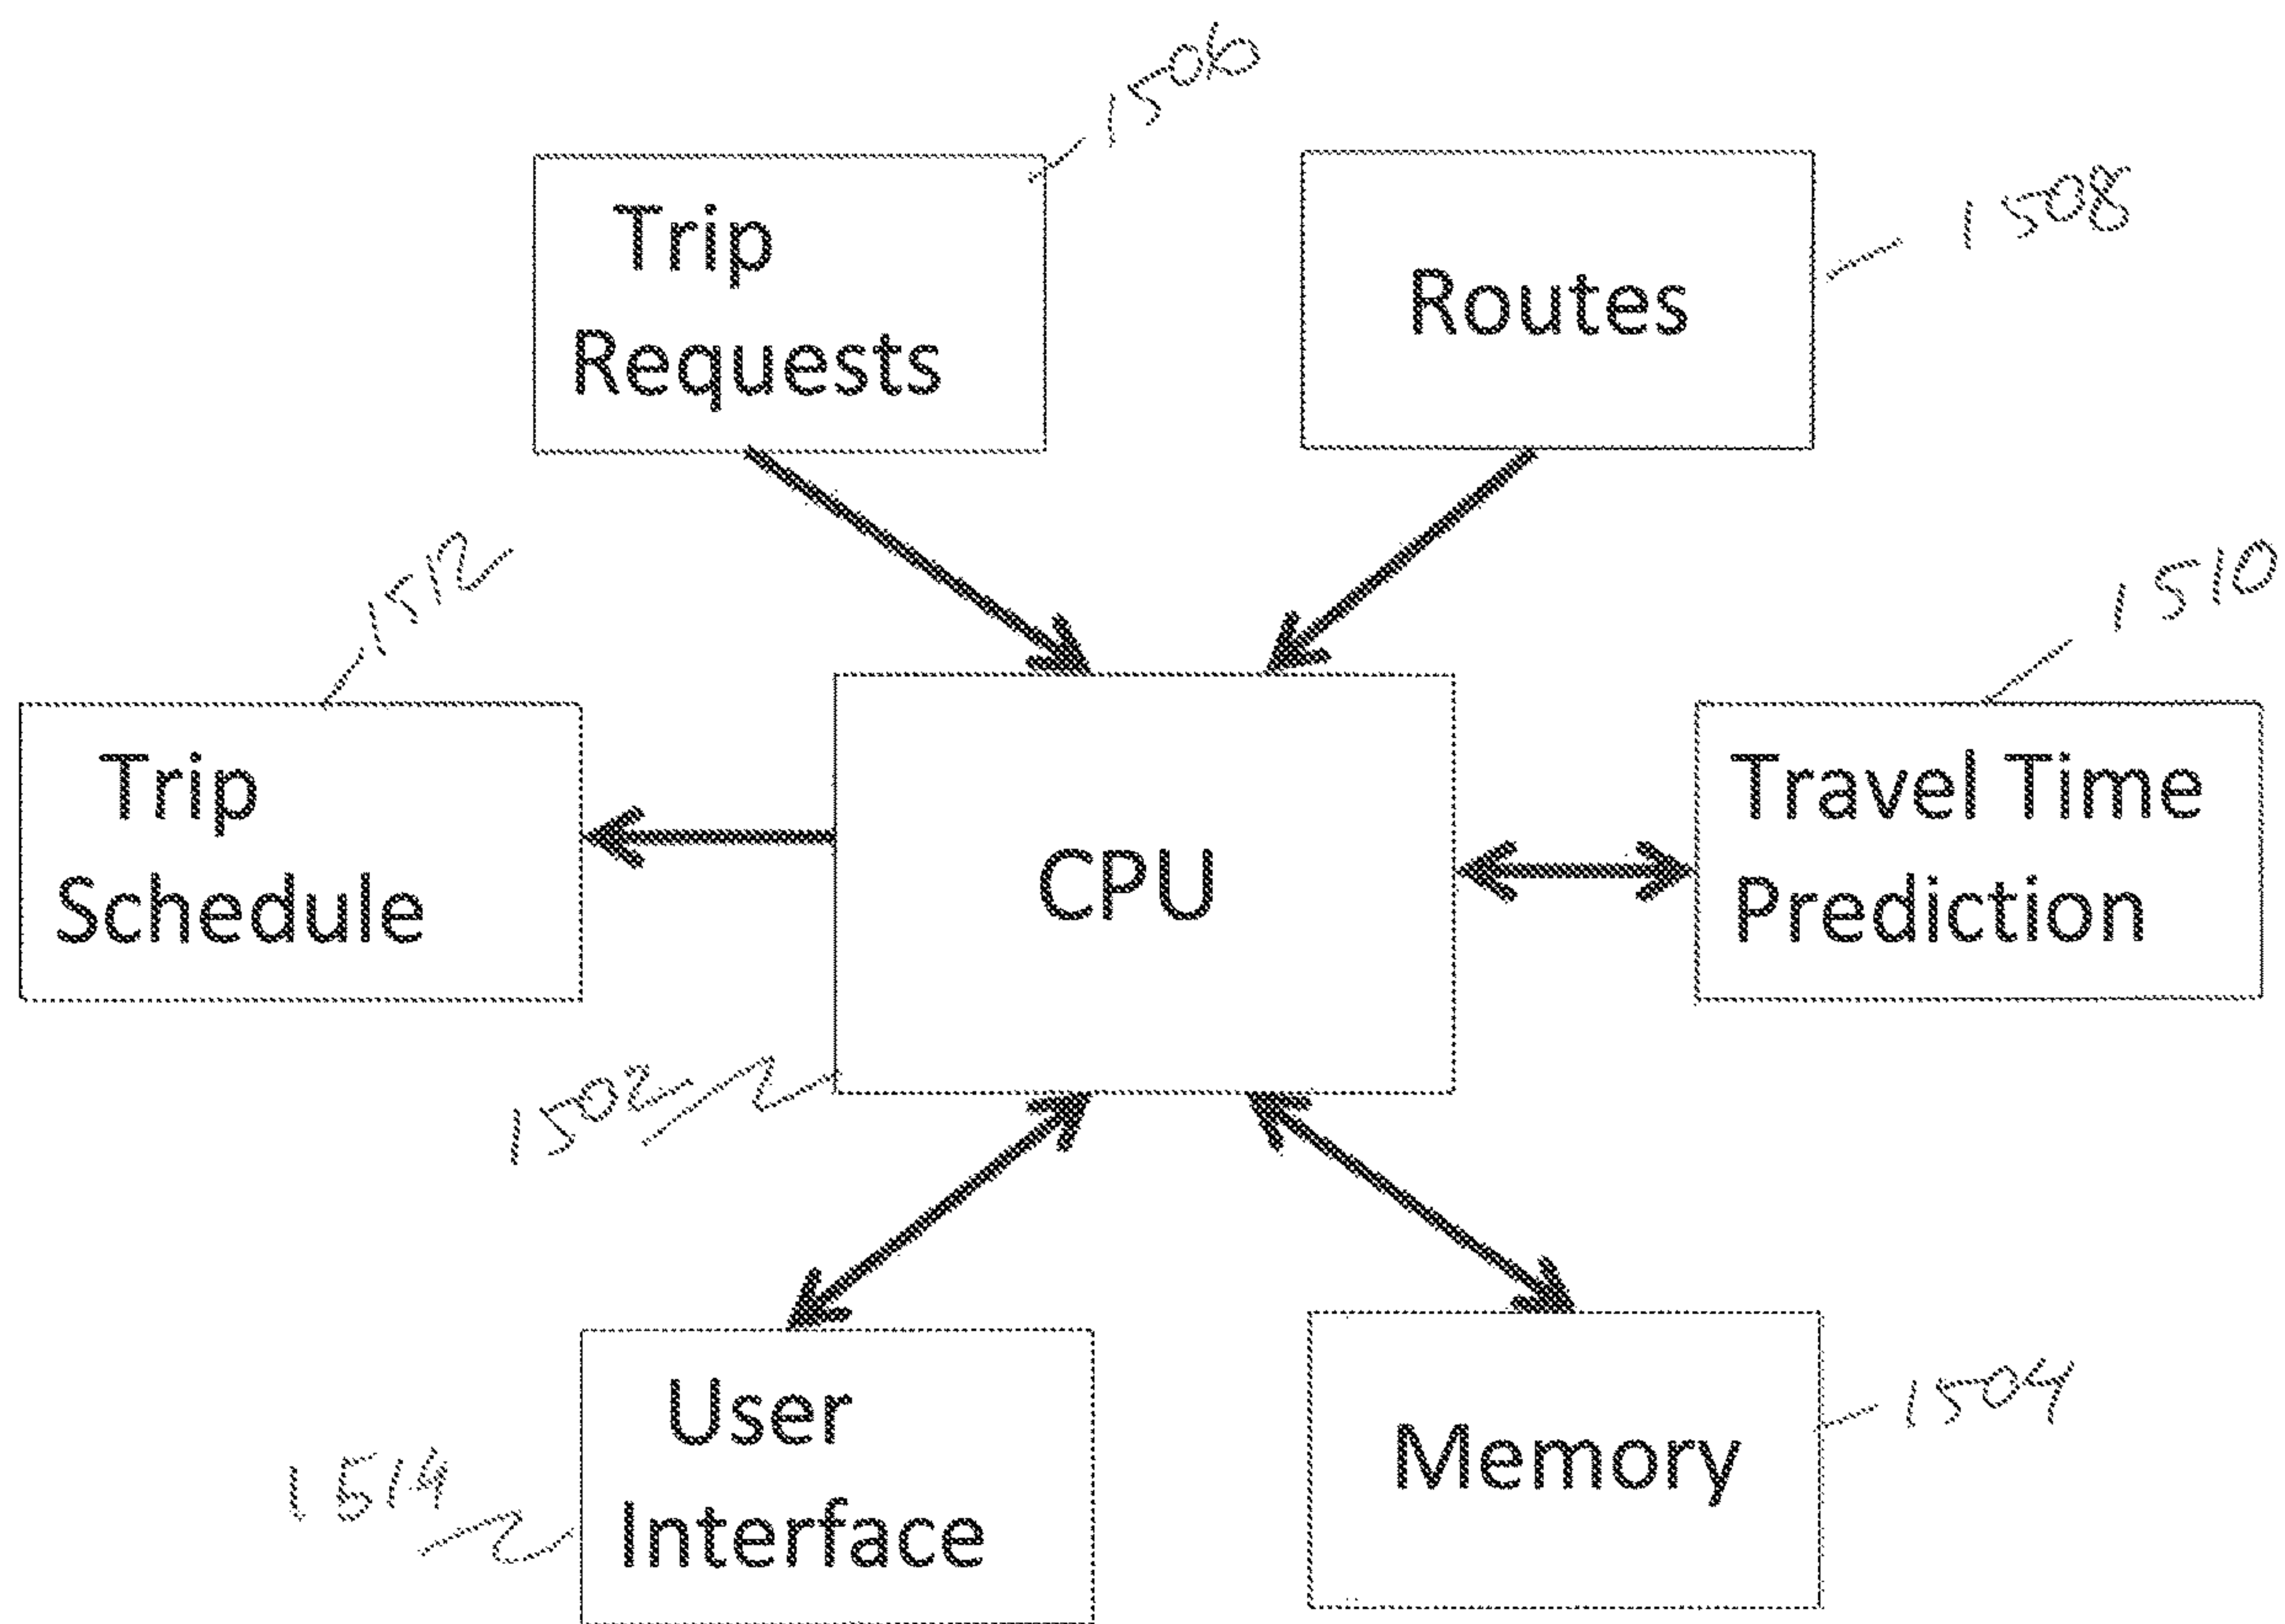 1506
Trip
Requests
Routes
1508
1512
1510
Trip
Schedule
CPU
Travel Time
Prediction
1502
User
Interface
1514
Memory
1504